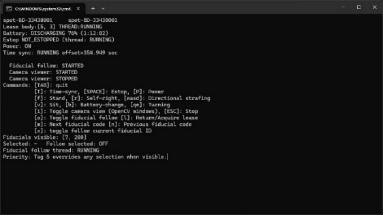 C:\WINDOWS\system32\cmd.
spot-BD-33430001 spot-BD-33430001
Lease body:[5, 3] THREAD:RUNNING
Battery: DISCHARGING 76% (1:12:02)
Estop NOT_ESTOPPED (thread: RUNNING)
Power: ON
Time sync: RUNNING offset=154.949 sec
Fiducial follow: STARTED
Camera viewer: STARTED
Camera viewer: STOPPED
Commands: [TAB]: quit
[T]: Time-sync, [SPACE]: Estop, [P]: Power
[f]: Stand, [r]: Self-right, [wasd]: Directional strafing
[v]: Sit, [b]: Battery-change, [qe]: Turning
[i]: Toggle camera view (OpenCV windows), [ESC]: Stop
[o]: Toggle fiducial follow [l]: Return/Acquire lease
[m]: Next fiducial code [n]: Previous fiducial code
toggle follow current fiducial ID
Fiducials visible: [7, 200]
Selected: - Follow selected: OFF
Fiducial follow thread: RUNNING
Priority: Tag 5 overrides any selection when visible.